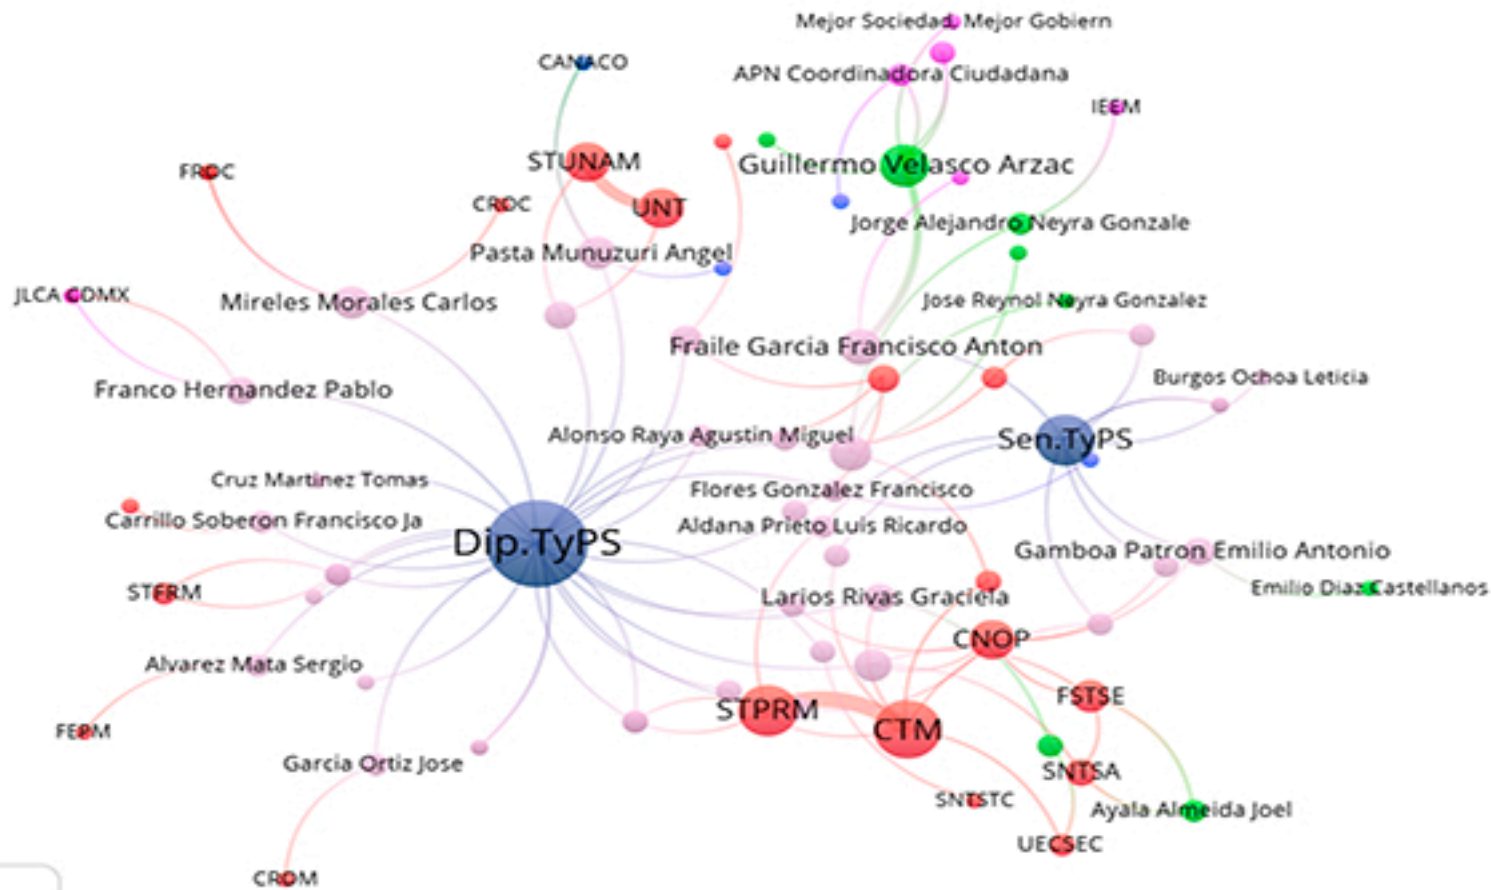 Mejor Sociedad, Mejor Gobiern
CANACO
APN Coordinadora Ciudadana
IEEM
STUNAM
Guillermo Velasco Arzac
FROC
CROC
UNT
Jorge Alejandro Neyra Gonzale
Pasta Munuzuri Angel
JLCA CDMX
Mireles Morales Carlos
Jose Reynol Neyra Gonzalez
Fraile Garcia Francisco Anton
Franco Hernandez Pablo
Burgos Ochoa Leticia
Alonso Raya Agustin Miguel
Sen.TyPS
Cruz Martinez Tomas
Flores Gonzalez Francisco
Carrillo Soberon Francisco Ja
Aldana Prieto Luis Ricardo
Dip.TyPS
Gamboa Patron Emilio Antonio
STFRM
Emilio Diaz Castellanos
Larios Rivas Graciela
CNOP
Alvarez Mata Sergio
FSTSE
STPRM
FEPM
CTM
Garcia Ortiz Jose
SNTSA
SNTSTC
Ayala Almeida Joel
UECSEC
CROM